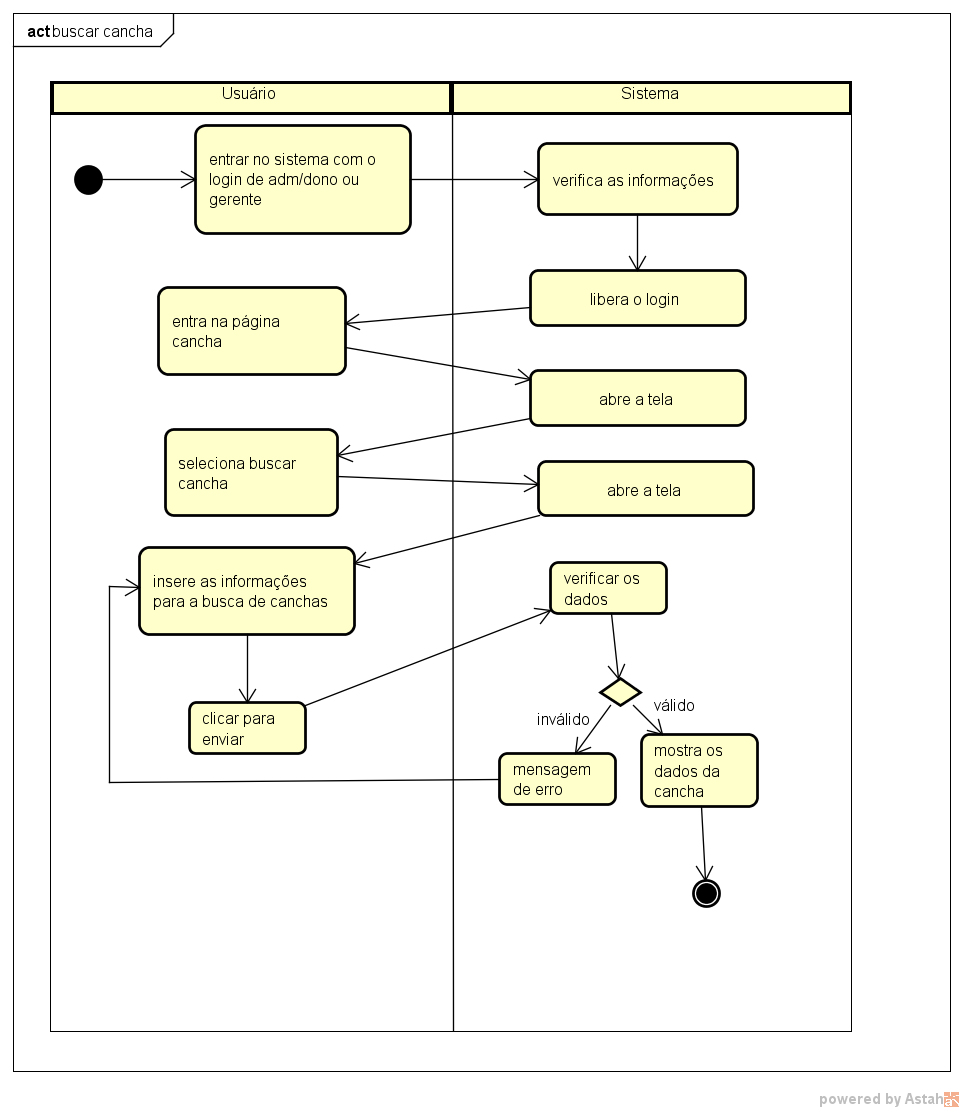 act buscar cancha
Usuário
Sistema
entrar no sistema com o
login de adm/dono ou
gerente
verifica as informações
libera o login
entra na página
cancha
abre a tela
seleciona buscar
cancha
abre a tela
insere as informações
para a busca de canchas
verificar os
dados
clicar para
enviar
inválido
válido
mensagem
de erro
mostra os
dados da
cancha
powered by Astah